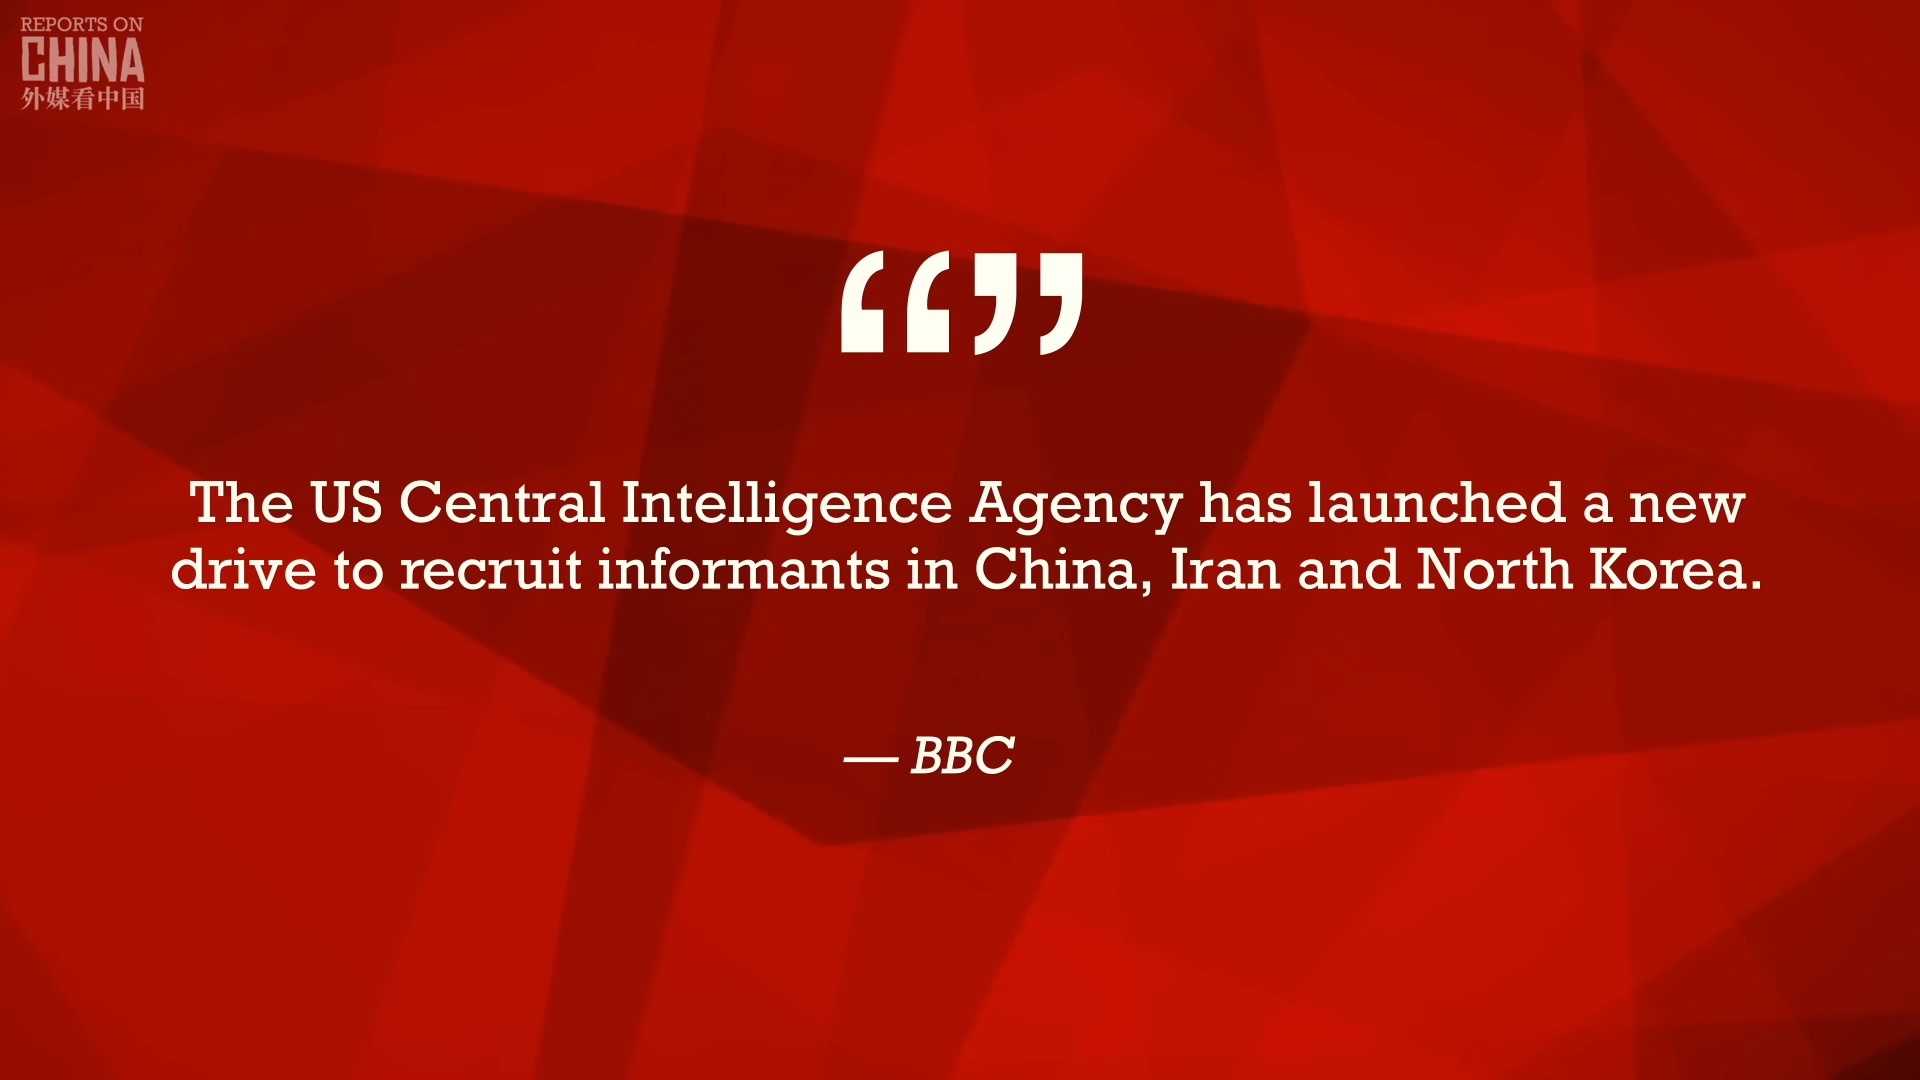 REPORTS ON
CHINA
外媒看中国
“”
The US Central Intelligence Agency has launched a new
drive to recruit informants in China, Iran and North Korea.
— BBC